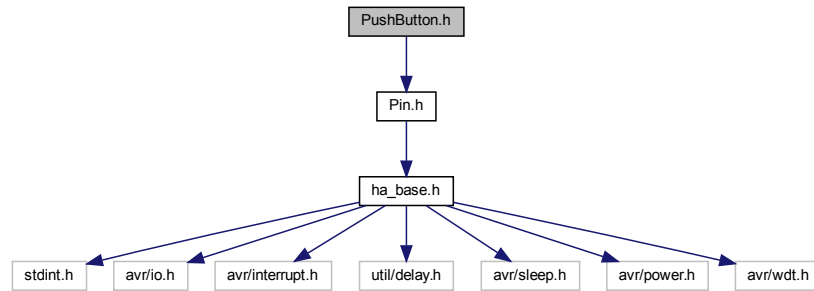 PushButton.h
Pin.h
ha_base.h
stdint.h
avr/io.h
avr/interrupt.h
util/delay.h
avr/sleep.h
avr/power.h
avr/wdt.h